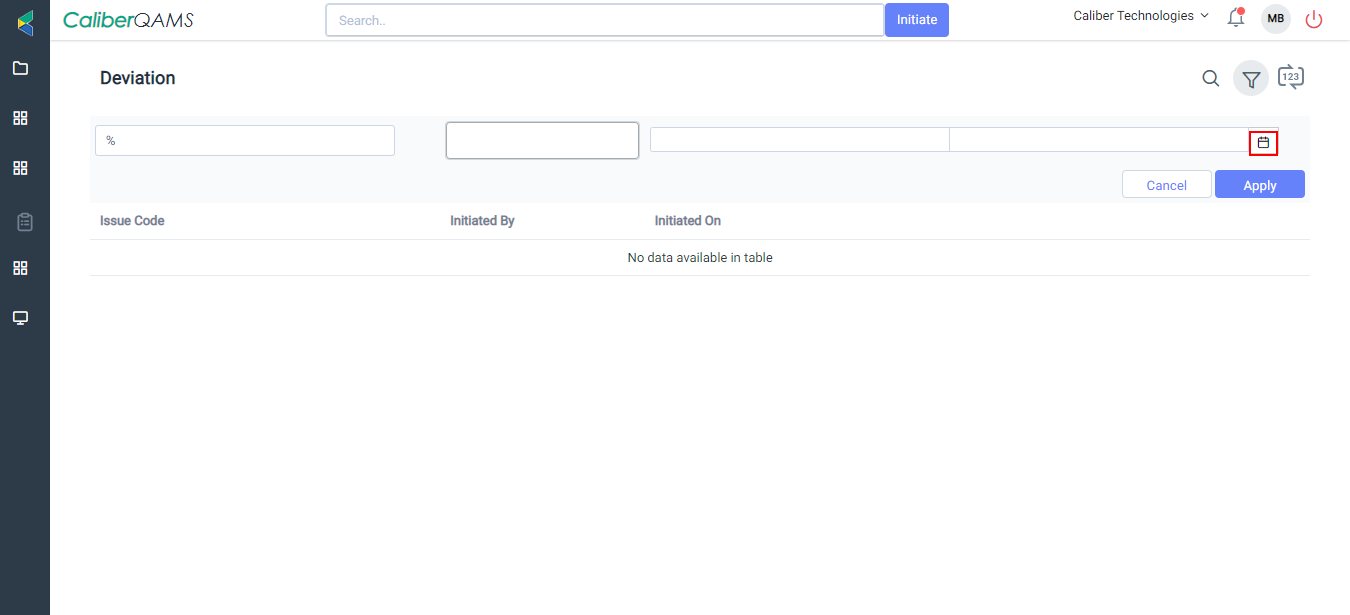 CaliberQAMS
Search..
Initiate
Caliber Technologies
MB
Deviation
123
%
Cancel
Apply
Issue Code
Initiated By
Initiated On
No data available in table